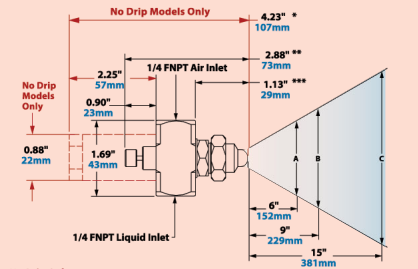 No Drip Models Only
4.23" *
107mm
2.88" **
73mm
1/4 FNPT Air Inlet
2.25"
57mm
1.13" ***
29mm
No Drip
Models
Only
0.90"
23mm
0.88"
22mm
1.69"
43mm
A
B
C
6"
152mm
1/4 FNPT Liquid Inlet
9"
229mm
15"
381mm